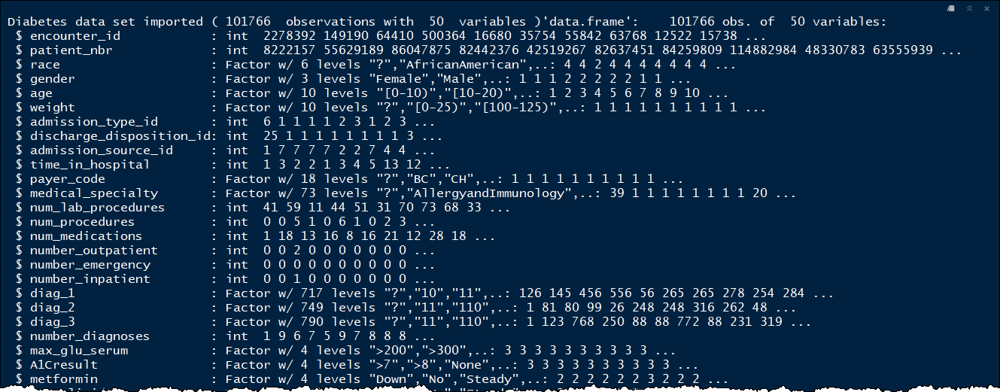 Diabetes data set imported ( 101766  observations with  50  variables )'data.frame':    101766 obs. of  50 variables:
 $ encounter_id            : int  2278392 149190 64410 500364 16680 35754 55842 63768 12522 15738 ...
 $ patient_nbr             : int  8222157 55629189 86047875 82442376 42519267 82637451 84259809 114882984 48330783 63555939 ...
 $ race                    : Factor w/ 6 levels "?","AfricanAmerican",..: 4 4 2 4 4 4 4 4 4 4 ...
 $ gender                  : Factor w/ 3 levels "Female","Male",..: 1 1 1 2 2 2 2 2 1 1 ...
 $ age                     : Factor w/ 10 levels "[0-10)","[10-20)",..: 1 2 3 4 5 6 7 8 9 10 ...
 $ weight                  : Factor w/ 10 levels "?","[0-25)","[100-125)",..: 1 1 1 1 1 1 1 1 1 1 ...
 $ admission_type_id       : int  6 1 1 1 1 2 3 1 2 3 ...
 $ discharge_disposition_id: int  25 1 1 1 1 1 1 1 1 3 ...
 $ admission_source_id     : int  1 7 7 7 7 2 2 7 4 4 ...
 $ time_in_hospital        : int  1 3 2 2 1 3 4 5 13 12 ...
 $ payer_code              : Factor w/ 18 levels "?","BC","CH",..: 1 1 1 1 1 1 1 1 1 1 ...
 $ medical_specialty       : Factor w/ 73 levels "?","AllergyandImmunology",..: 39 1 1 1 1 1 1 1 1 20 ...
 $ num_lab_procedures      : int  41 59 11 44 51 31 70 73 68 33 ...
 $ num_procedures          : int  0 0 5 1 0 6 1 0 2 3 ...
 $ num_medications         : int  1 18 13 16 8 16 21 12 28 18 ...
 $ number_outpatient       : int  0 0 2 0 0 0 0 0 0 0 ...
 $ number_emergency        : int  0 0 0 0 0 0 0 0 0 0 ...
 $ number_inpatient        : int  0 0 1 0 0 0 0 0 0 0 ...
 $ diag_1                  : Factor w/ 717 levels "?","10","11",..: 126 145 456 556 56 265 265 278 254 284 ...
 $ diag_2                  : Factor w/ 749 levels "?","11","110",..: 1 81 80 99 26 248 248 316 262 48 ...
 $ diag_3                  : Factor w/ 790 levels "?","11","110",..: 1 123 768 250 88 88 772 88 231 319 ...
 $ number_diagnoses        : int  1 9 6 7 5 9 7 8 8 8 ...
 $ max_glu_serum           : Factor w/ 4 levels ">200",">300",..: 3 3 3 3 3 3 3 3 3 3 ...
 $ A1Cresult               : Factor w/ 4 levels ">7",">8","None",..: 3 3 3 3 3 3 3 3 3 3 ...
 $ metformin               : Factor w/ 4 levels "Down","No","Steady",..: 2 2 2 2 2 2 3 2 2 2 ...